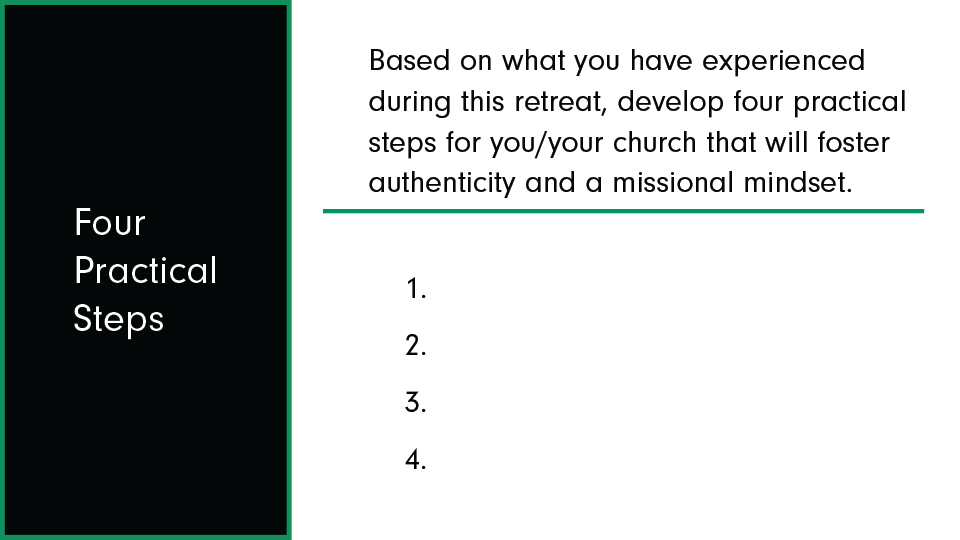 Four
Practical
Steps
Based on what you have experienced
during this retreat, develop four practical
steps for you/your church that will foster
authenticity and a missional mindset.
1.
2.
3.
4.